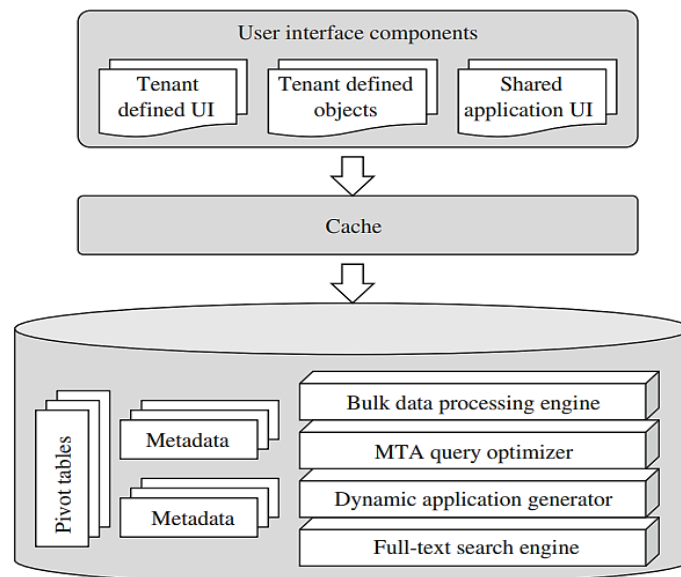 User interface components
Tenant
defined UI
Tenant defined
objects
Shared
application UI
Cache
Pivot tables
Metadata
Metadata
Bulk data processing engine
MTA query optimizer
Dynamic application generator
Full-text search engine